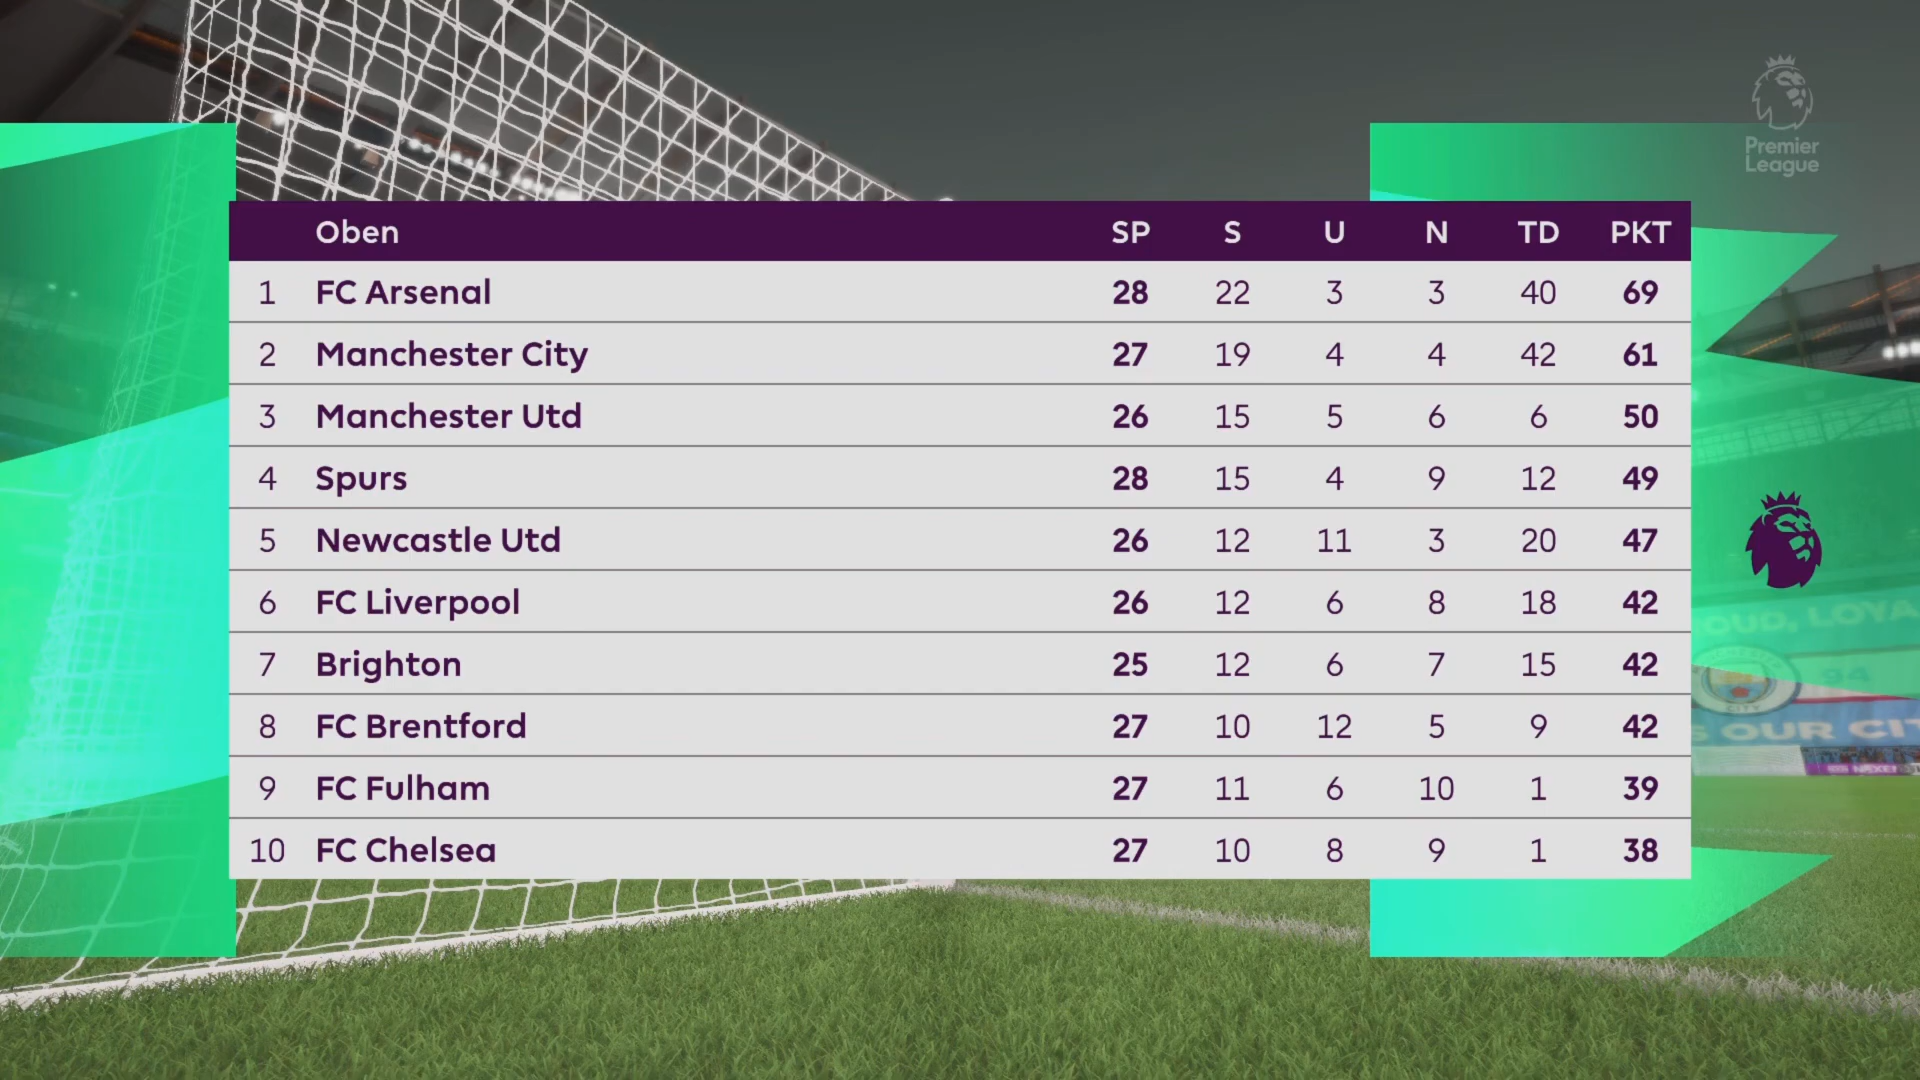 Premier
League
Oben SP S U N TD PKT
1 FC Arsenal 28 22 3 3 40 69
2 Manchester City 27 19 4 4 42 61
3 Manchester Utd 26 15 5 6 6 50
4 Spurs 28 15 4 9 12 49
5 Newcastle Utd 26 12 11 3 20 47
6 FC Liverpool 26 12 6 8 18 42
7 Brighton 25 12 6 7 15 42
8 FC Brentford 27 10 12 5 9 42
9 FC Fulham 27 11 6 10 1 39
10 FC Chelsea 27 10 8 9 1 38
94
CITY
OUR CIT